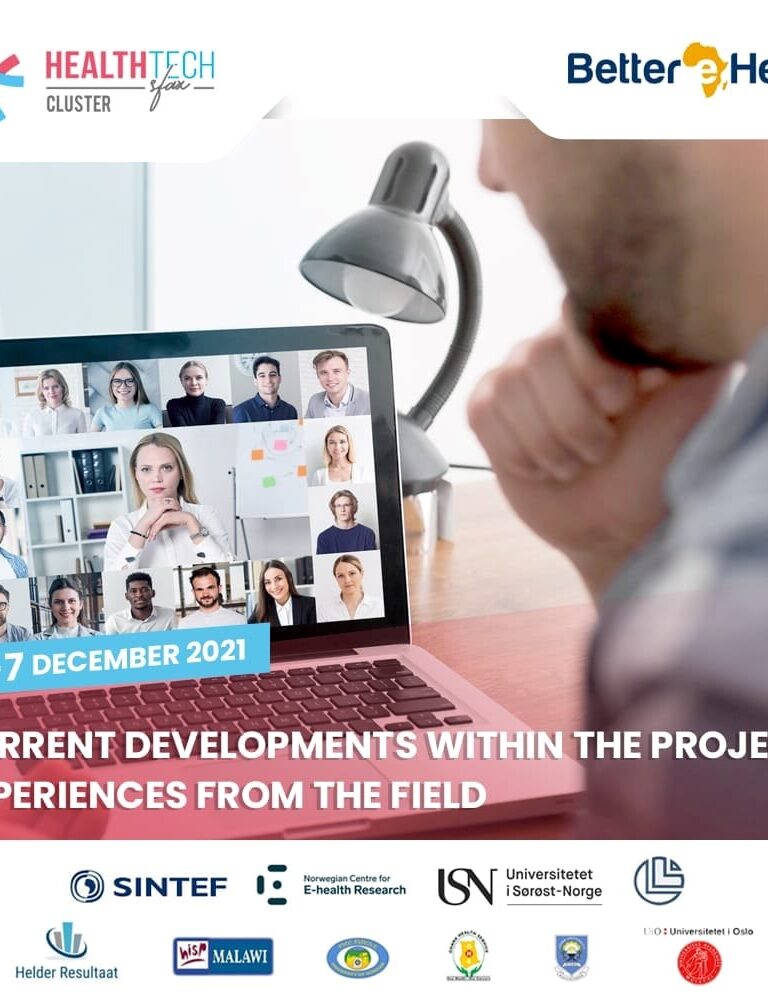 HEALTHTECH
sfax
CLUSTER
Better eHe
7 DECEMBER 2021
RRENT DEVELOPMENTS WITHIN THE PROJE
PERIENCES FROM THE FIELD
SINTEF
Norwegian Centre for
E-health Research
USN
Universitetet
i Sørøst-Norge
UiO : Universitetet i Oslo
Helder Resultaat
hisp MALAWI